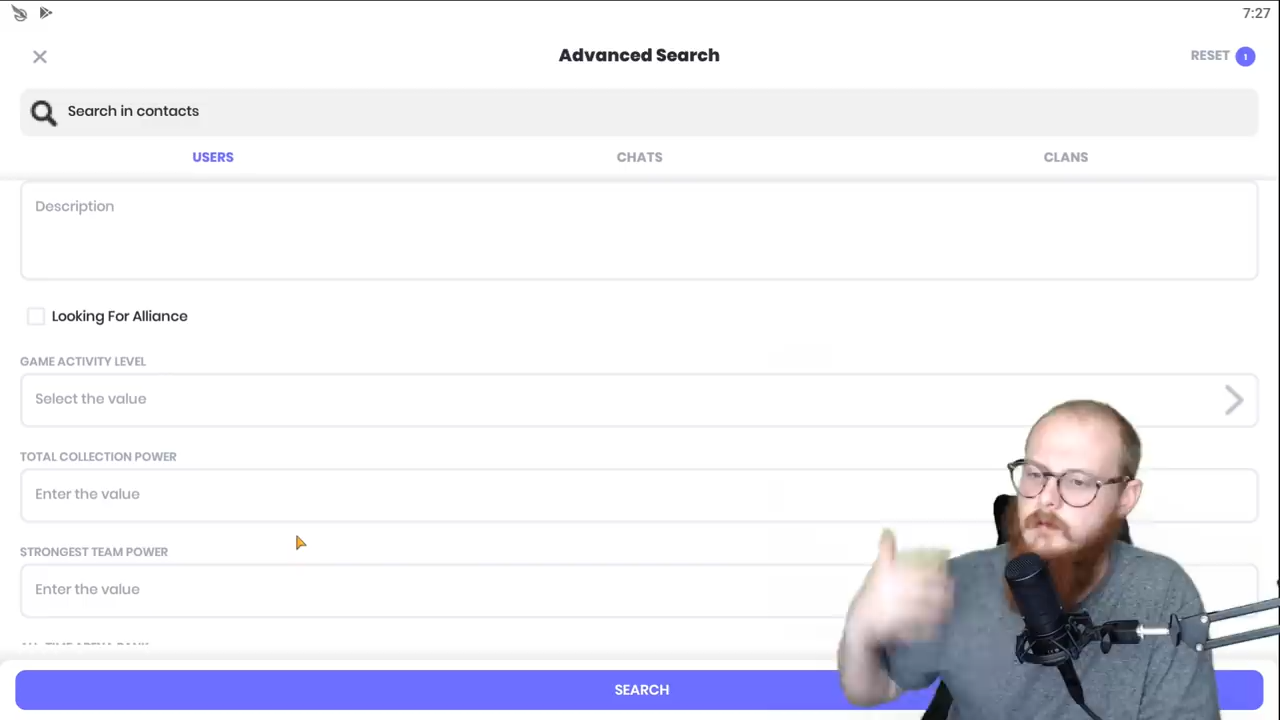 7:27
Advanced Search
RESET 1
Search in contacts
USERS CHATS CLANS
Description
Looking For Alliance
GAME ACTIVITY LEVEL
Select the value
TOTAL COLLECTION POWER
Enter the value
STRONGEST TEAM POWER
Enter the value
SEARCH